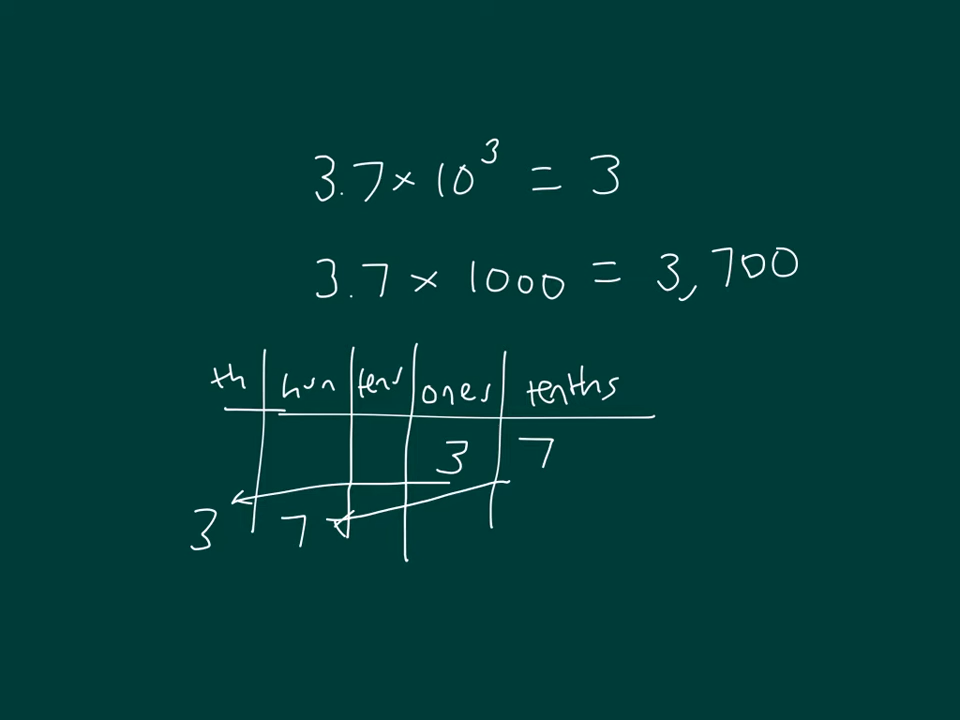 3.7 × 10³ = 3
3.7 × 1000 = 3,700
th hun tens ones tenths
3 7
3 7